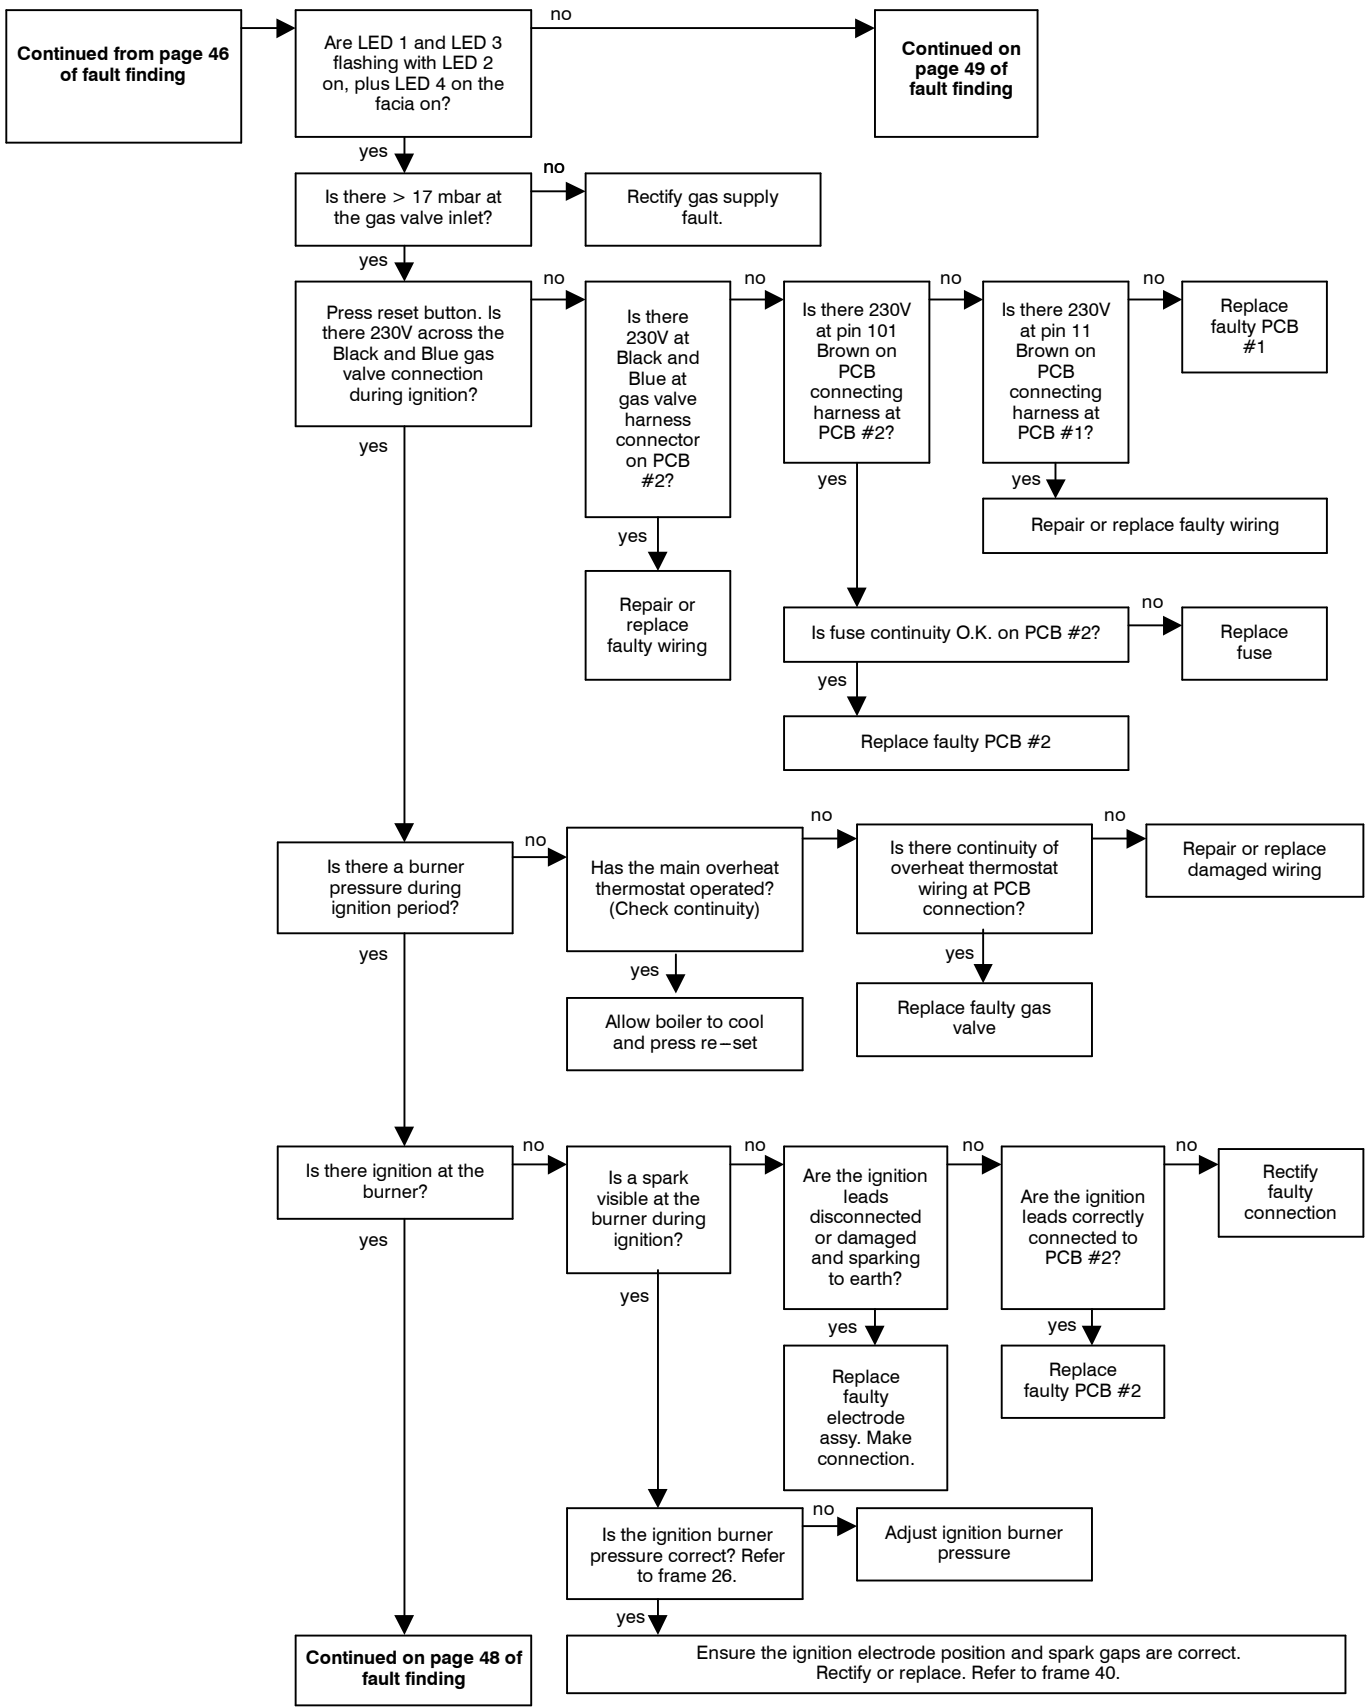 Continued from page 46
of fault finding
Are LED 1 and LED 3
flashing with LED 2
on, plus LED 4 on the
facia on?
no
Continued on
page 49 of
fault finding
yes
Is there > 17 mbar at
the gas valve inlet?
no
Rectify gas supply
fault.
yes
Press reset button. Is
there 230V across the
Black and Blue gas
valve connection
during ignition?
no
Is there
230V at
Black and
Blue at
gas valve
harness
connector
on PCB
#2?
no
Is there 230V
at pin 101
Brown on
PCB
connecting
harness at
PCB #2?
no
Is there 230V
at pin 11
Brown on
PCB
connecting
harness at
PCB #1?
no
Replace
faulty PCB
#1
yes
yes
yes
yes
Repair or replace faulty wiring
Repair or
replace
faulty wiring
Is fuse continuity O.K. on PCB #2?
no
Replace
fuse
yes
Replace faulty PCB #2
Is there a burner
pressure during
ignition period?
no
Has the main overheat
thermostat operated?
(Check continuity)
no
Is there continuity of
overheat thermostat
wiring at PCB
connection?
no
Repair or replace
damaged wiring
yes
yes
yes
Allow boiler to cool
and press re-set
Replace faulty gas
valve
Is there ignition at the
burner?
no
Is a spark
visible at the
burner during
ignition?
no
Are the ignition
leads
disconnected
or damaged
and sparking
to earth?
no
Are the ignition
leads correctly
connected to
PCB #2?
no
Rectify
faulty
connection
yes
yes
yes
yes
Replace
faulty
electrode
assy. Make
connection.
Replace
faulty PCB #2
Is the ignition burner
pressure correct? Refer
to frame 26.
no
Adjust ignition burner
pressure
yes
Continued on page 48 of
fault finding
Ensure the ignition electrode position and spark gaps are correct.
Rectify or replace. Refer to frame 40.